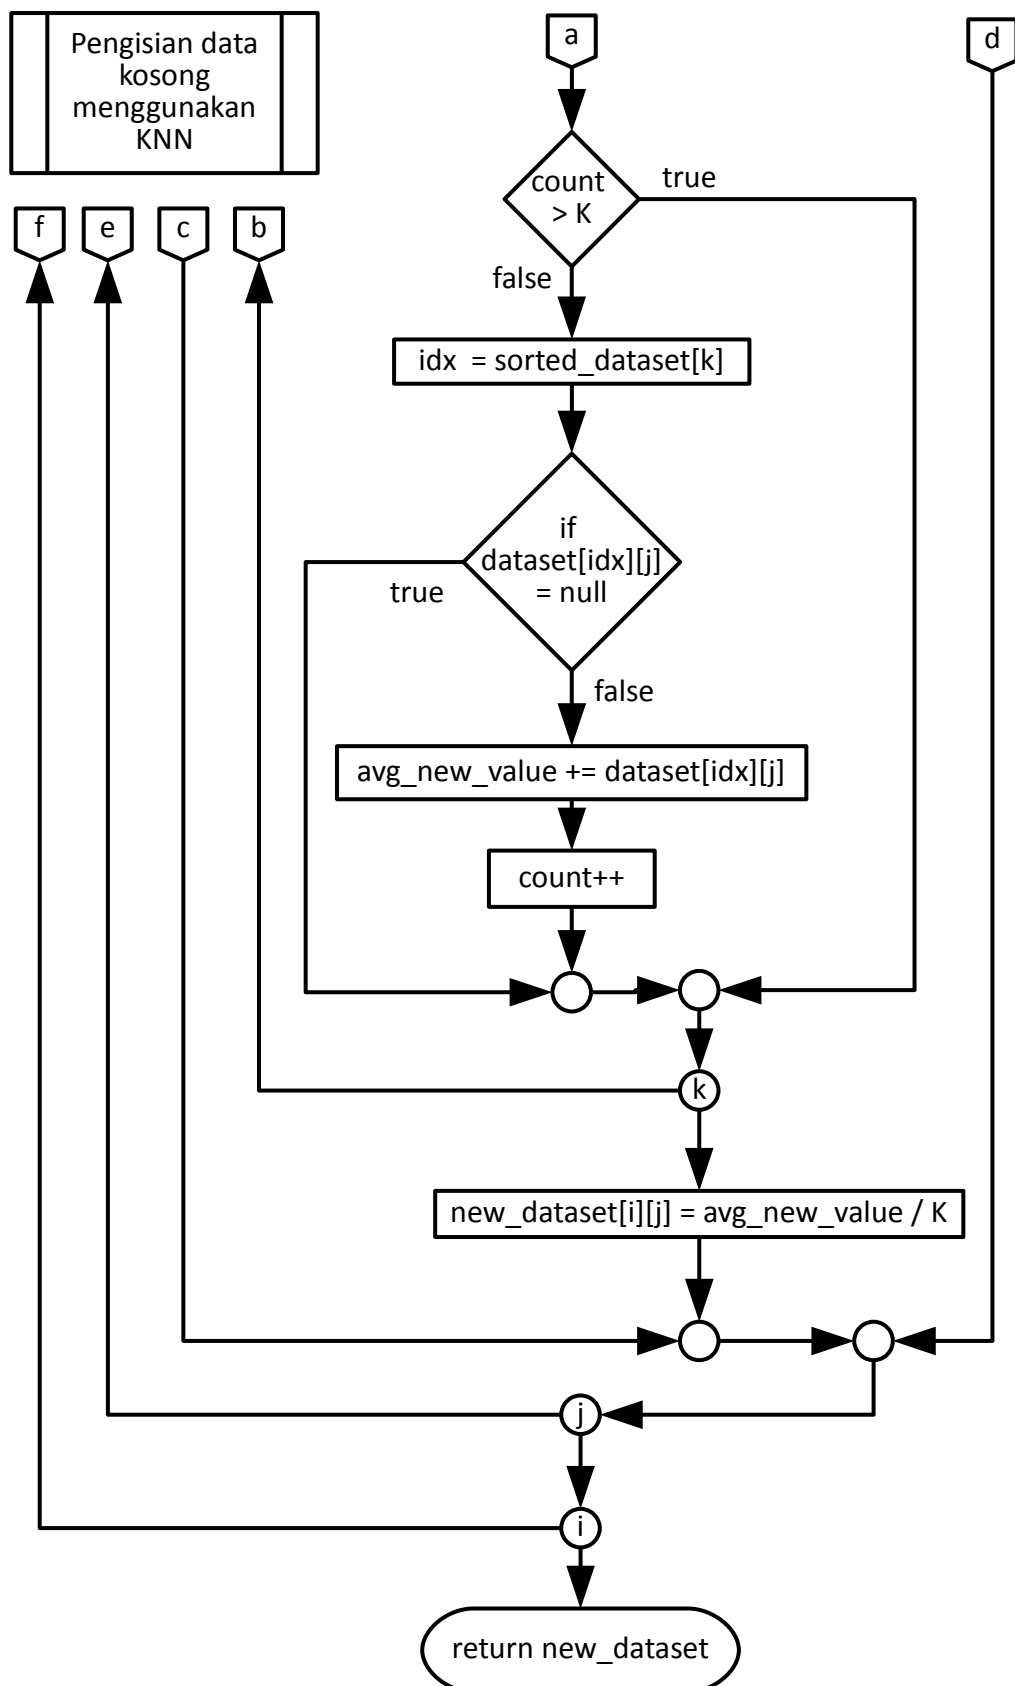 Pengisian data
kosong
menggunakan
KNN
a
d
count
> K
true
false
f
e
c
b
idx = sorted_dataset[k]
if
dataset[idx][j]
= null
true
false
avg_new_value += dataset[idx][j]
count++
k
new_dataset[i][j] = avg_new_value / K
j
i
return new_dataset